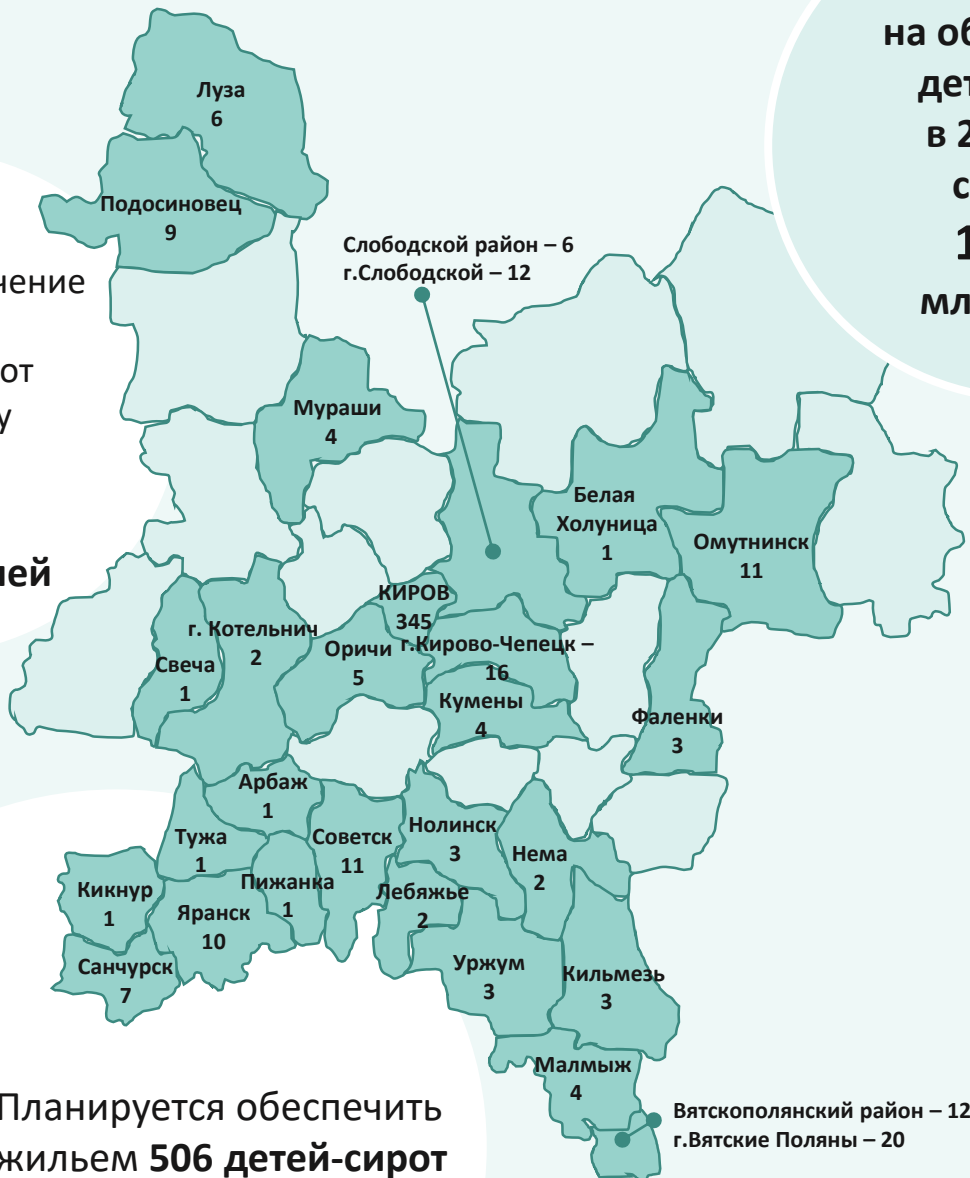 на об
дет
в 2
с
1
мл
Луза
6
Подосиновец
9
Слободской район – 6
г.Слободской – 12
чение
от
у
ей
Мураши
4
Белая
Холуница
1
Омутнинск
11
КИРОВ
345
г. Котельнич
2
Оричи
5
г.Кирово-Чепецк –
16
Свеча
1
Кумены
4
Фаленки
3
Арбаж
1
Тужа
1
Советск
11
Нолинск
3
Нема
2
Кикнур
1
Пижанка
1
Лебяжье
2
Яранск
10
Санчурск
7
Уржум
3
Кильмезь
3
Малмыж
4
Вятскополянский район – 12
г.Вятские Поляны – 20
Планируется обеспечить
жильем 506 детей-сирот